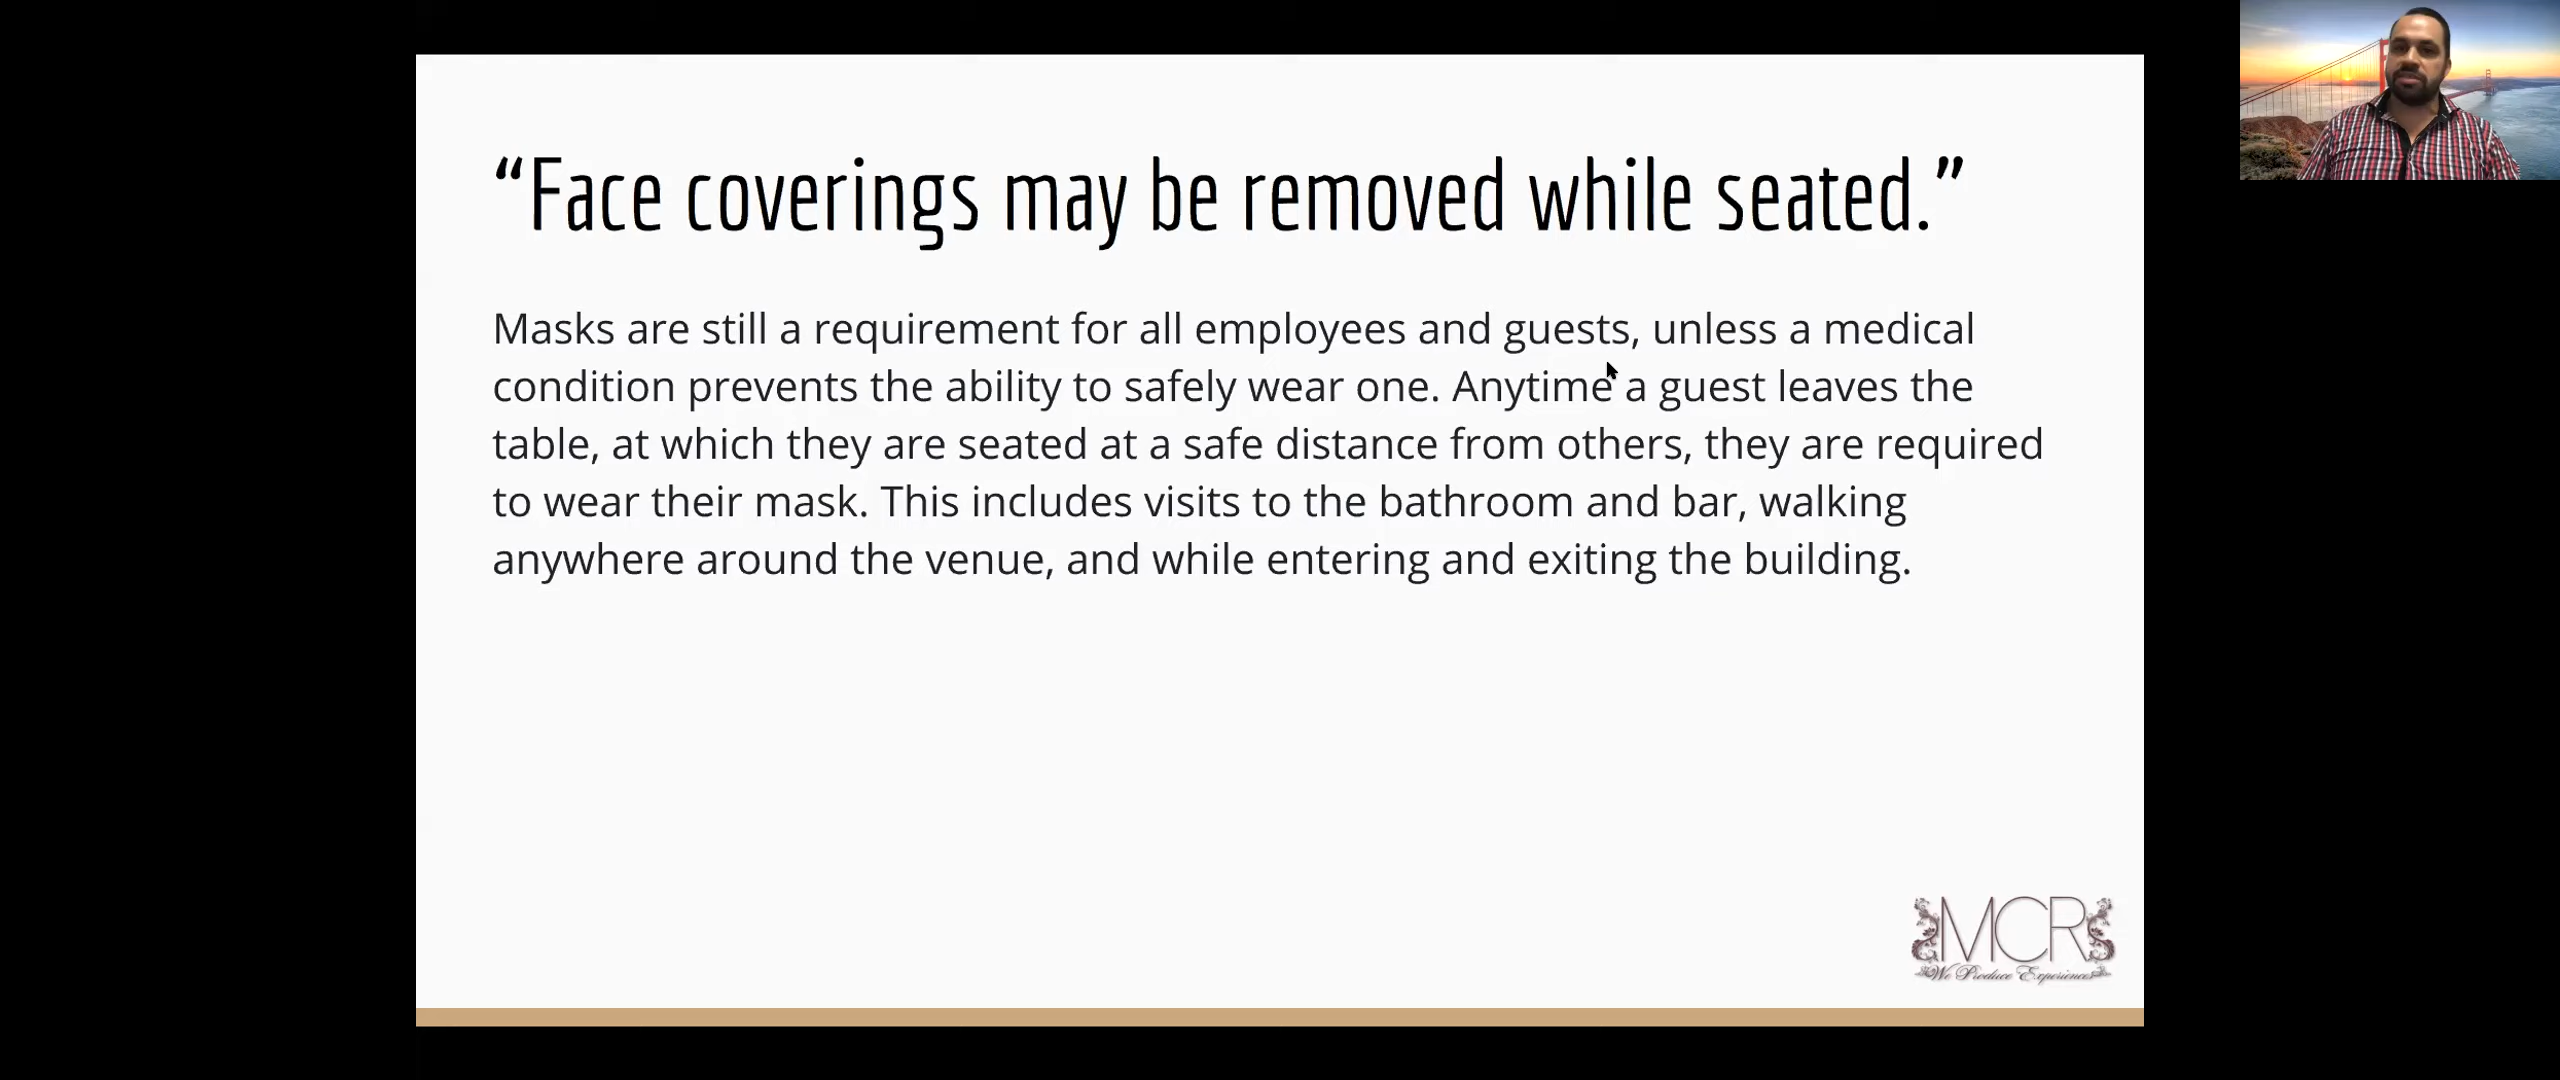 “Face coverings may be removed while seated.”
Masks are still a requirement for all employees and guests, unless a medical
condition prevents the ability to safely wear one. Anytime a guest leaves the
table, at which they are seated at a safe distance from others, they are required
to wear their mask. This includes visits to the bathroom and bar, walking
anywhere around the venue, and while entering and exiting the building.
MCR
We Produce Experiences